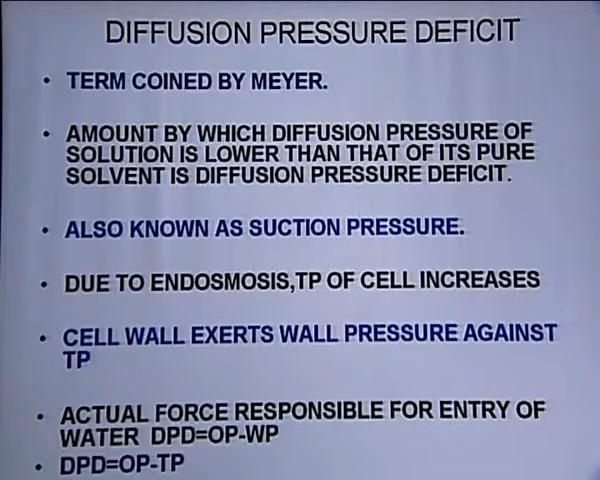 DIFFUSION PRESSURE DEFICIT
• TERM COINED BY MEYER.
• AMOUNT BY WHICH DIFFUSION PRESSURE OF
SOLUTION IS LOWER THAN THAT OF ITS PURE
SOLVENT IS DIFFUSION PRESSURE DEFICIT.
• ALSO KNOWN AS SUCTION PRESSURE.
• DUE TO ENDOSMOSIS,TP OF CELL INCREASES
• CELL WALL EXERTS WALL PRESSURE AGAINST
TP
• ACTUAL FORCE RESPONSIBLE FOR ENTRY OF
WATER DPD=OP-WP
• DPD=OP-TP